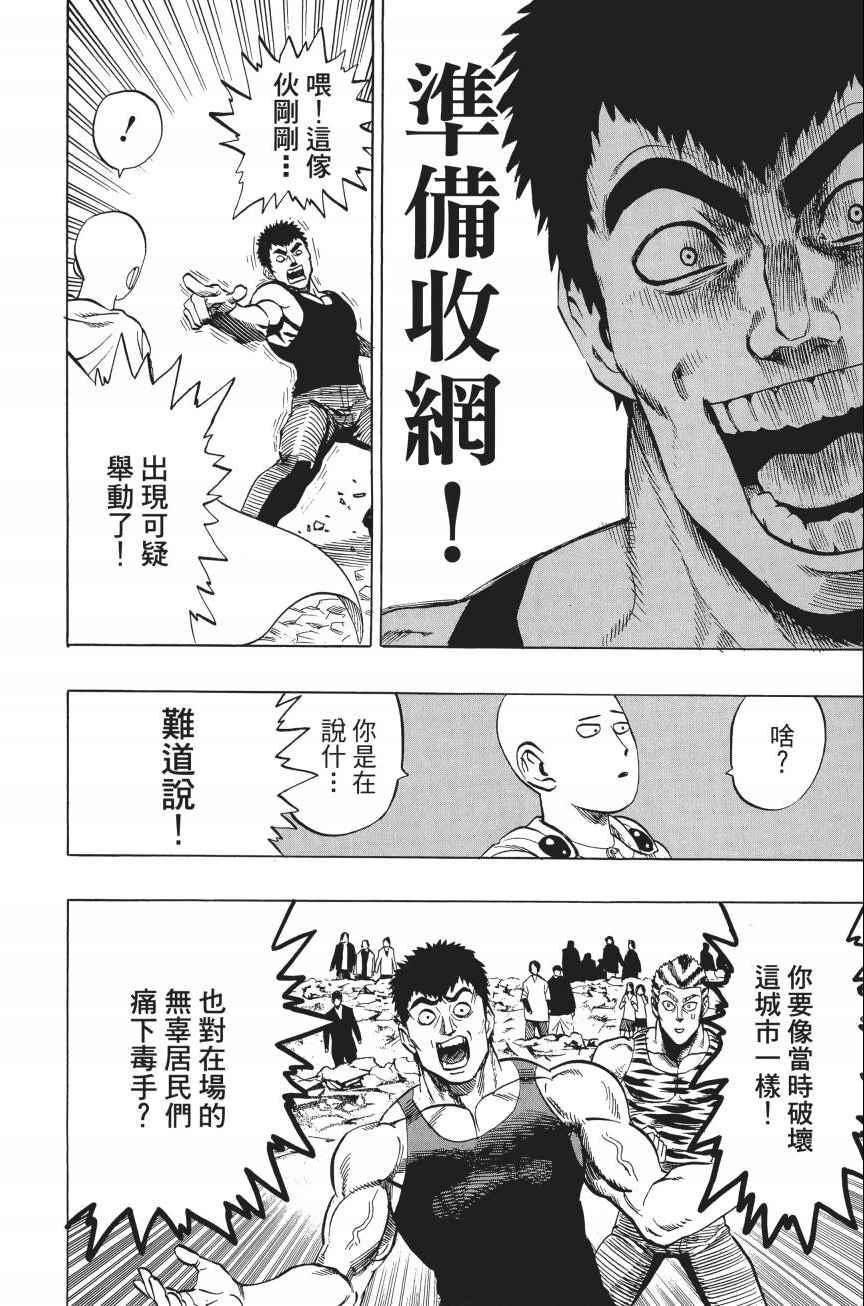 準備收網！
喂！這傢
伙剛剛…
！
出現可疑
舉動了！
啥？
你是在
說什…
難道說！
你要像當時破壞
這城市一樣！
也對在場的
無辜居民們
痛下毒手？